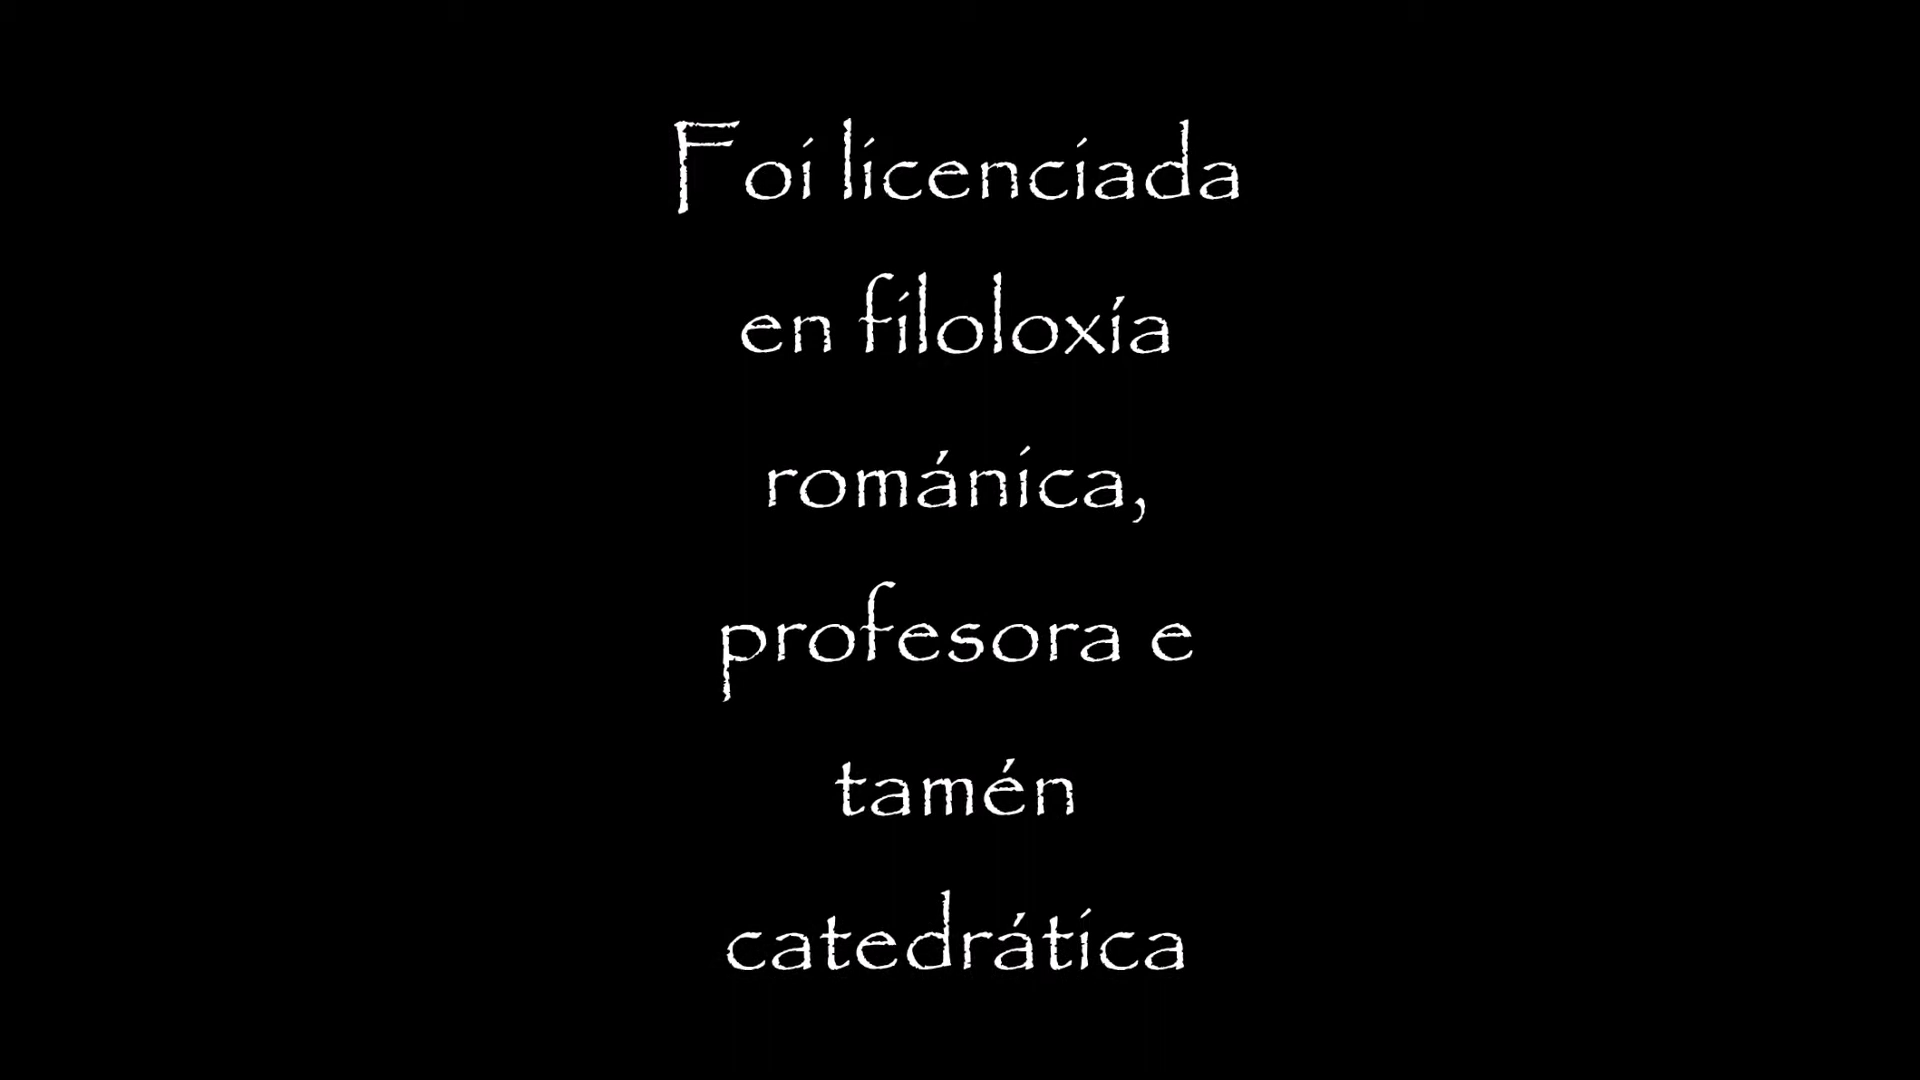 Foi licenciada
en filoloxía
románica,
profesora e
tamén
catedrática